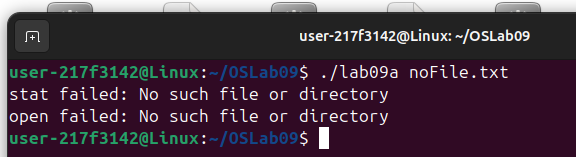 user-217f3142@Linux: ~/OSLab09
user-217f3142@Linux:~/OSLab09$ ./lab09a noFile.txt
stat failed: No such file or directory
open failed: No such file or directory
user-217f3142@Linux:~/OSLab09$